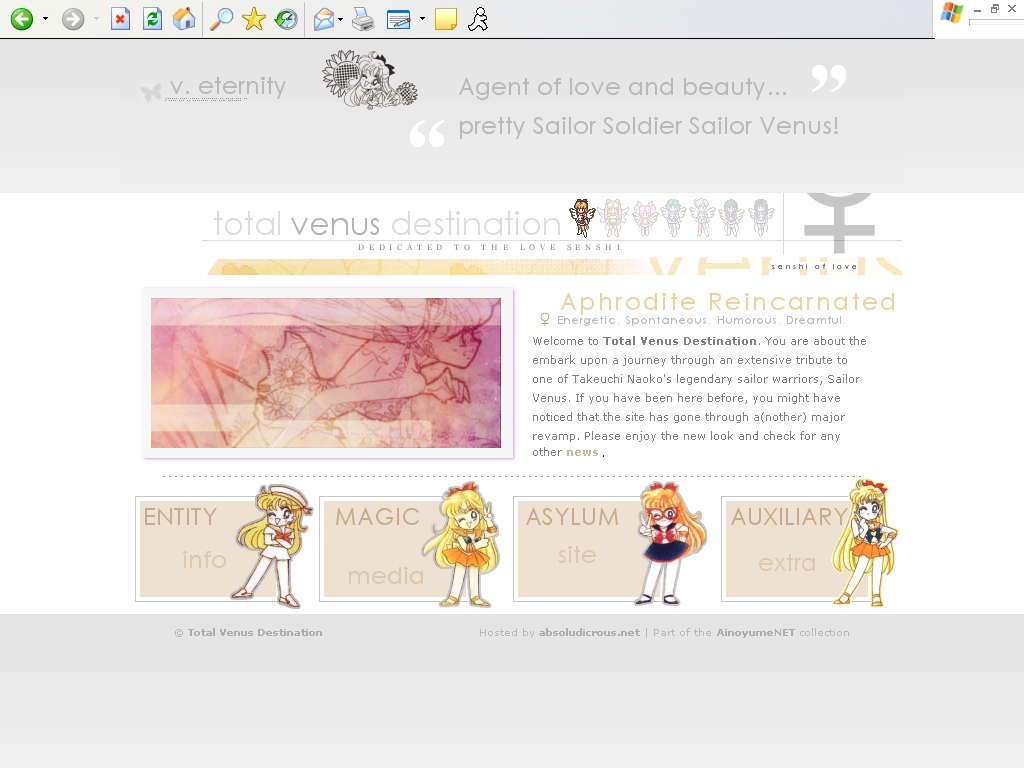 v. eternity
Agent of love and beauty...
pretty Sailor Soldier Sailor Venus!
total venus destination
DEDICATED TO THE LOVE SENSHI
senshi of love
Aphrodite Reincarnated
Energetic. Spontaneous. Humorous. Dreamful.
Welcome to Total Venus Destination. You are about the
embark upon a journey through an extensive tribute to
one of Takeuchi Naoko's legendary sailor warriors, Sailor
Venus. If you have been here before, you might have
noticed that the site has gone through a(nother) major
revamp. Please enjoy the new look and check for any
other news .
ENTITY
info
MAGIC
media
ASYLUM
site
AUXILIARY
extra
© Total Venus Destination
Hosted by absoludicrous.net | Part of the AinoyumeNET collection